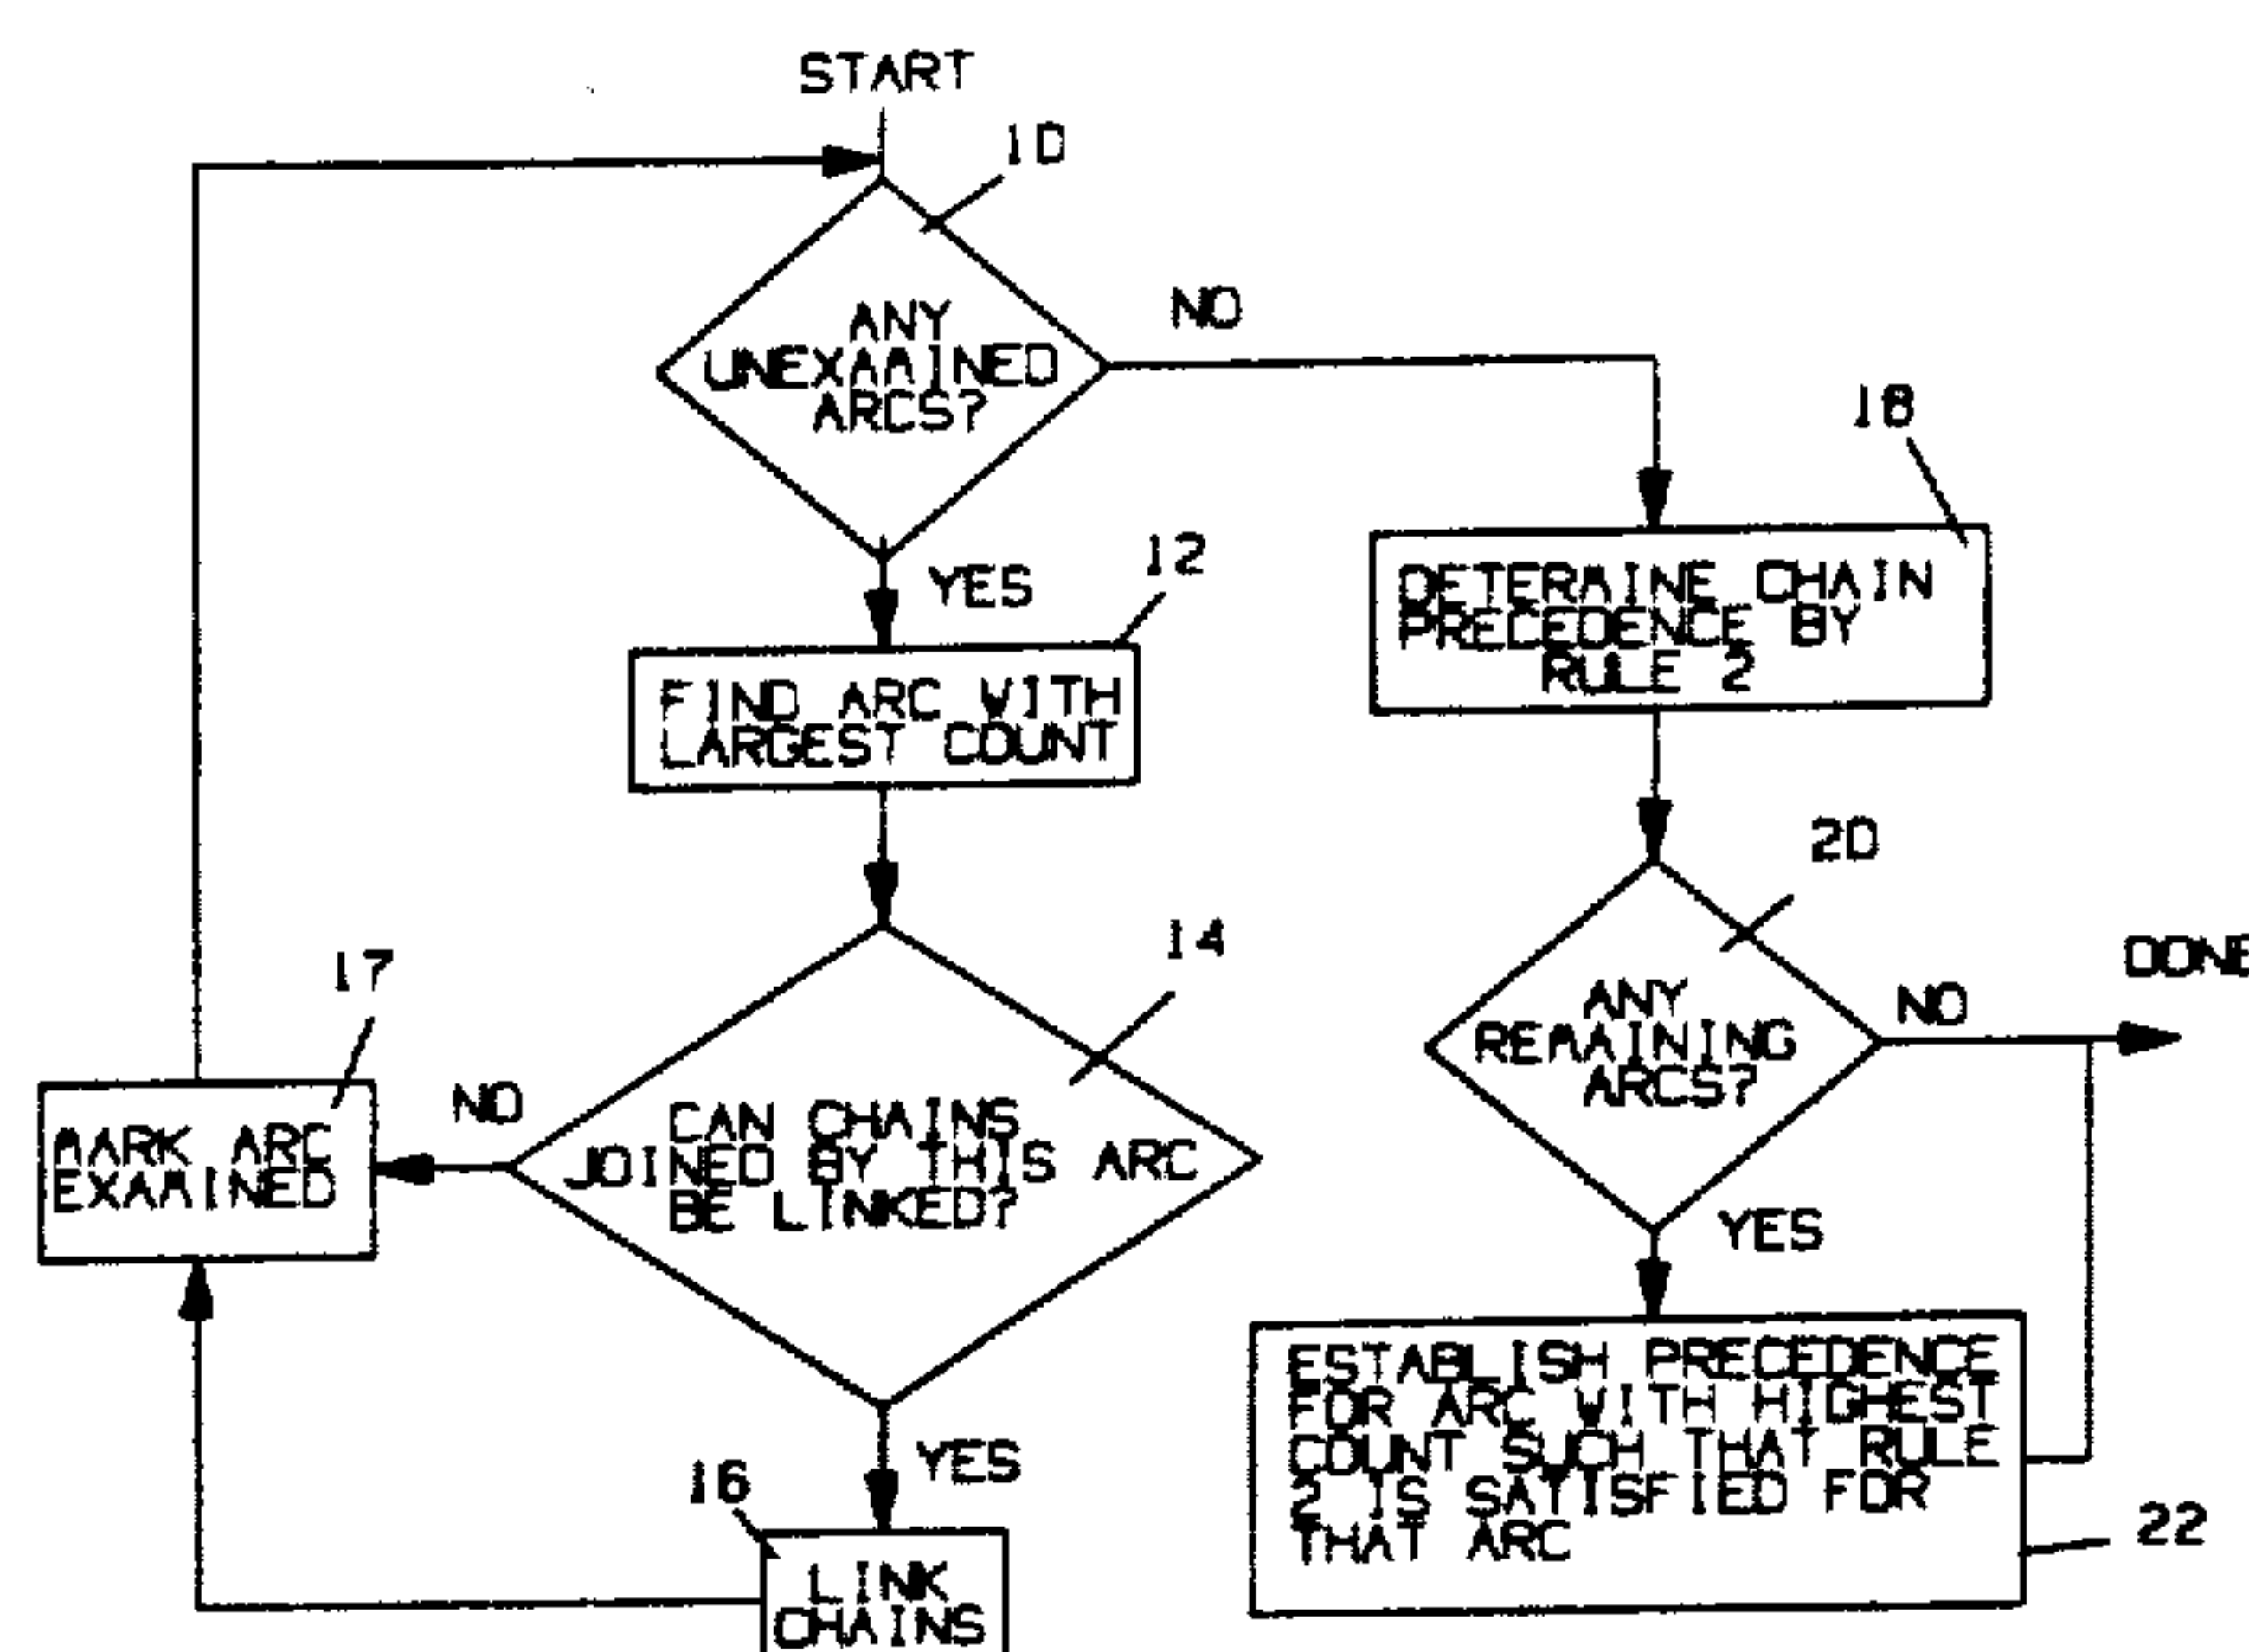 START
10
ANY
UNEXAMINED
ARCS?
NO
YES
12
FIND ARC WITH
LARGEST COUNT
14
CAN CHAINS
JOINED BY THIS ARC
BE LINKED?
NO
17
MARK ARC
EXAMINED
YES
16
LINK
CHAINS
18
DETERMINE CHAIN
PRECEDENCE BY
RULE 2
20
ANY
REMAINING
ARCS?
NO
DONE
YES
ESTABLISH PRECEDENCE
FOR ARC WITH HIGHEST
COUNT SUCH THAT RULE
2 IS SATISFIED FOR
THAT ARC
22